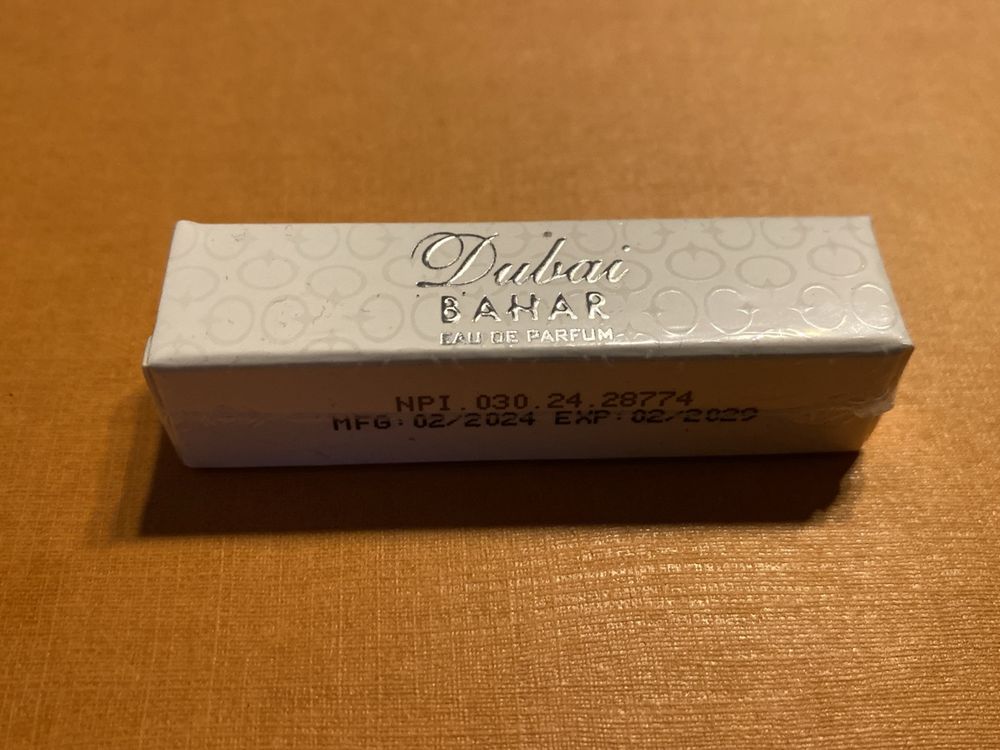 Dubai
BAHAR
EAU DE PARFUM
NPI.030.24.28774
MFG:02/2024 EXP:02/2029